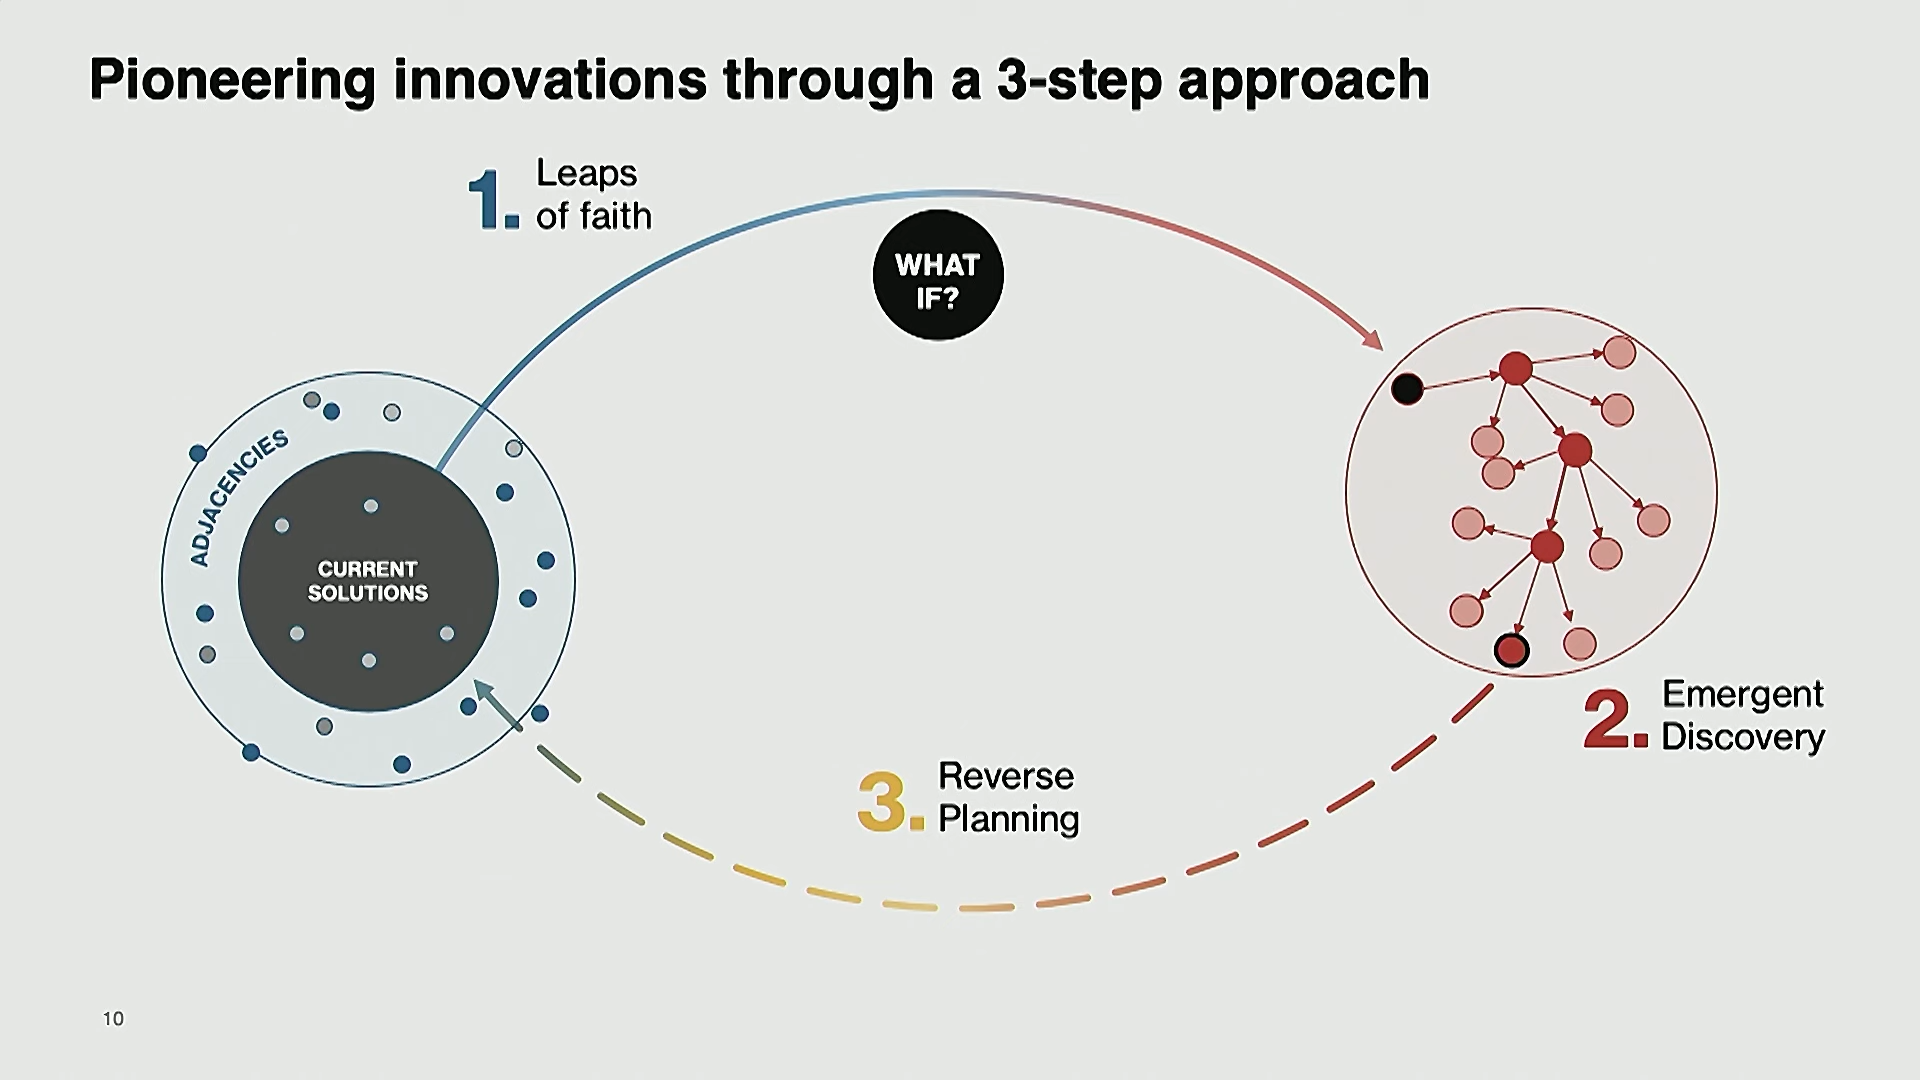 Pioneering innovations through a 3-step approach
1. Leaps
of faith
WHAT
IF?
ADJACENCIES
CURRENT
SOLUTIONS
2. Emergent
Discovery
3. Reverse
Planning
10